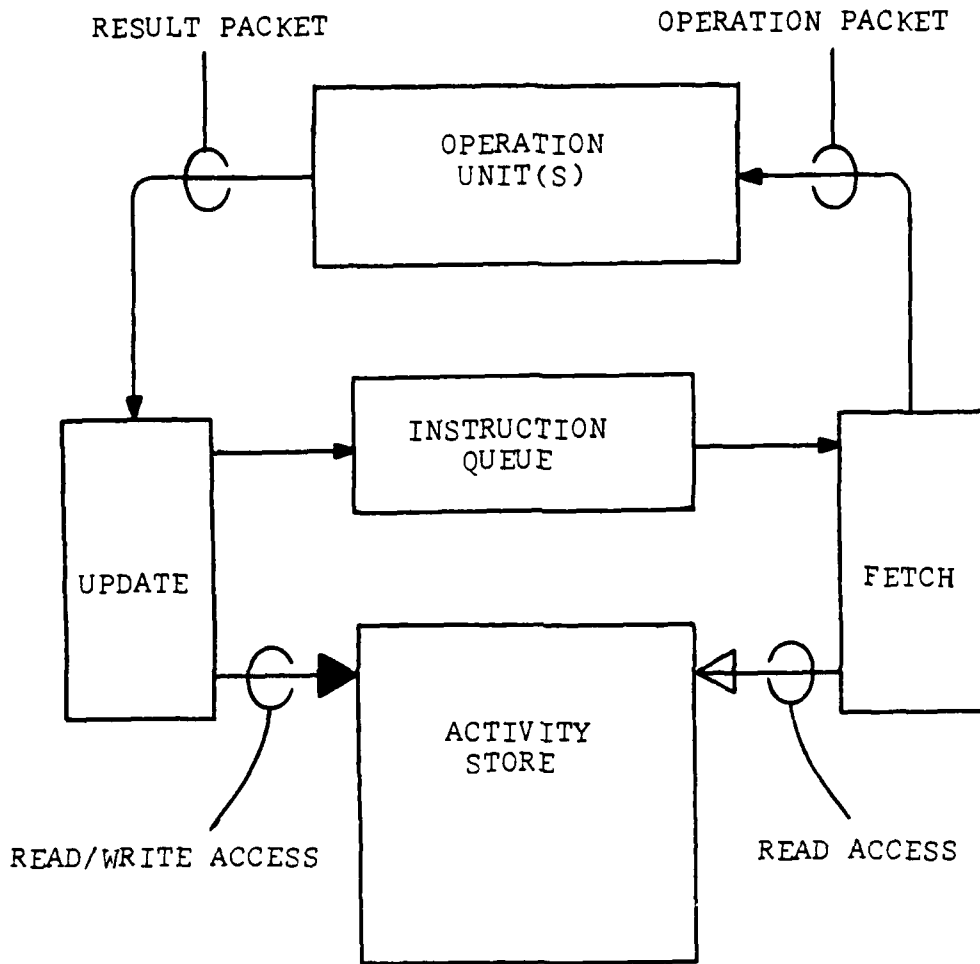 RESULT PACKET
OPERATION PACKET
OPERATION
UNIT(S)
INSTRUCTION
QUEUE
UPDATE
FETCH
ACTIVITY
STORE
READ/WRITE ACCESS
READ ACCESS